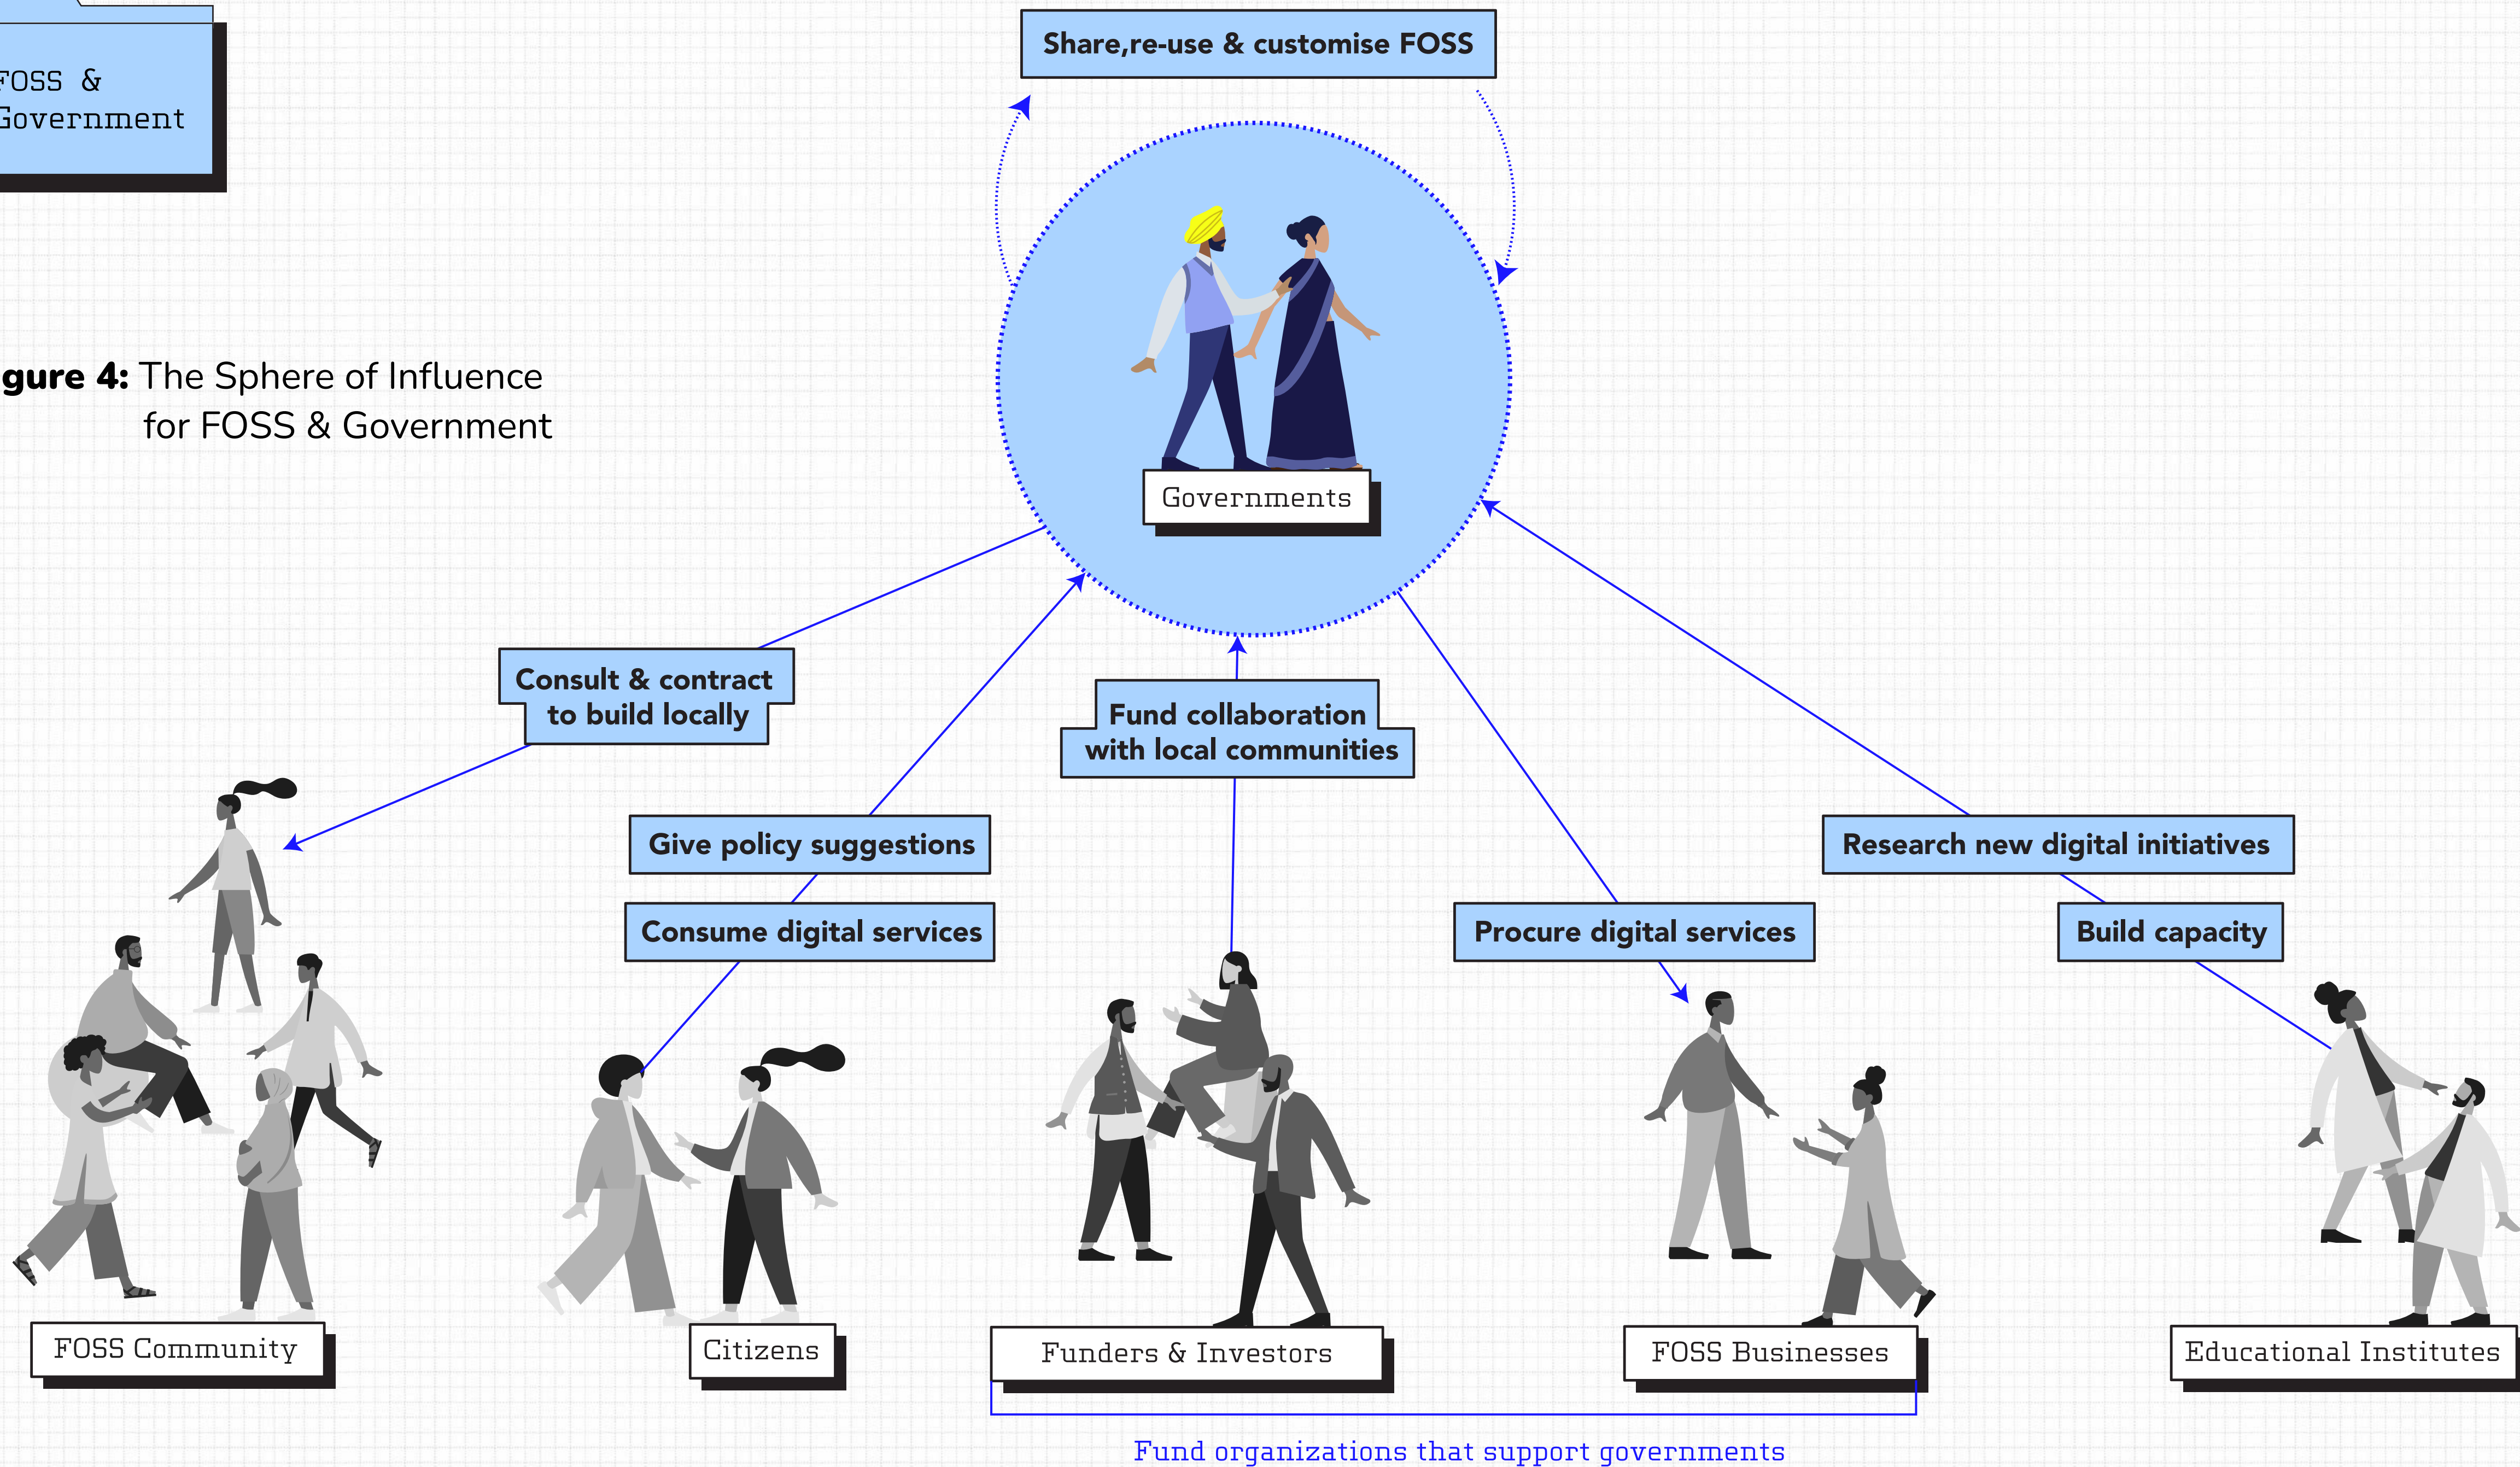 Share,re-use & customise FOSS
FOSS &
Government
gure 4: The Sphere of Influence
for FOSS & Government
Governments
Consult & contract
to build locally
Fund collaboration
with local communities
Give policy suggestions
Research new digital initiatives
Consume digital services
Procure digital services
Build capacity
FOSS Community
Citizens
Funders & Investors
FOSS Businesses
Educational Institutes
Fund organizations that support governments